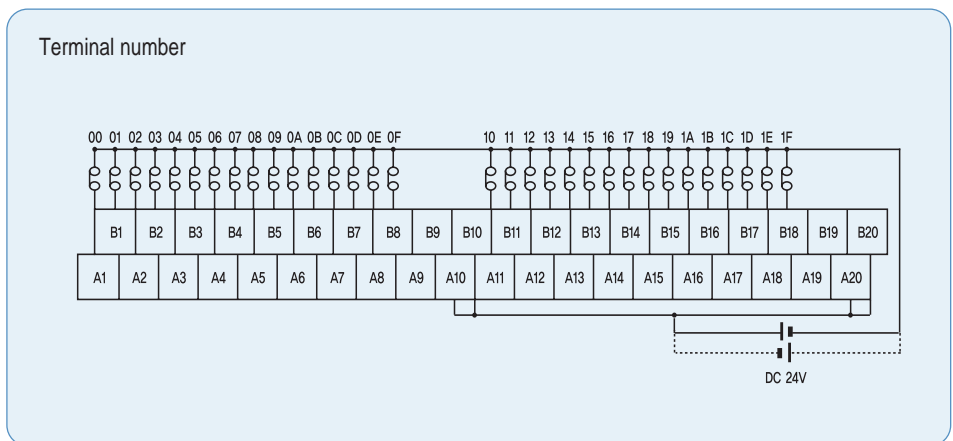 Terminal number
00 01 02 03 04 05 06 07 08 09 0A 0B 0C 0D 0E 0F 10 11 12 13 14 15 16 17 18 19 1A 1B 1C 1D 1E 1F
B1 B2 B3 B4 B5 B6 B7 B8 B9 B10 B11 B12 B13 B14 B15 B16 B17 B18 B19 B20
A1 A2 A3 A4 A5 A6 A7 A8 A9 A10 A11 A12 A13 A14 A15 A16 A17 A18 A19 A20
DC 24V